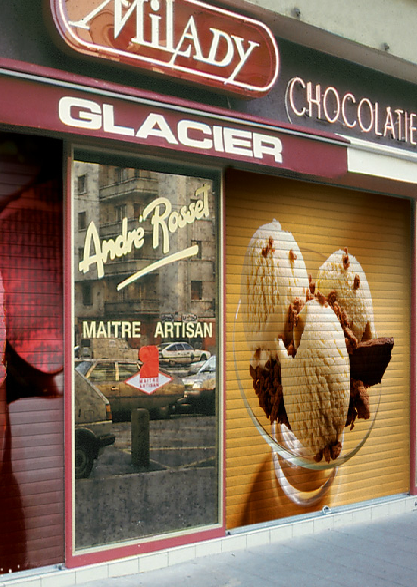 MILADY
CHOCOLATIE
GLACIER
André Rosset
MAITRE ARTISAN